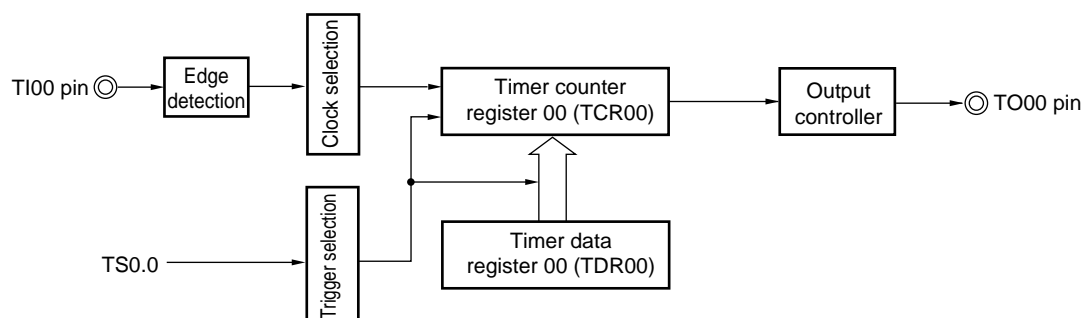 TI00 pin
Edge
detection
Clock selection
Timer counter
register 00 (TCR00)
Output
controller
TO00 pin
TS0.0
Trigger selection
Timer data
register 00 (TDR00)